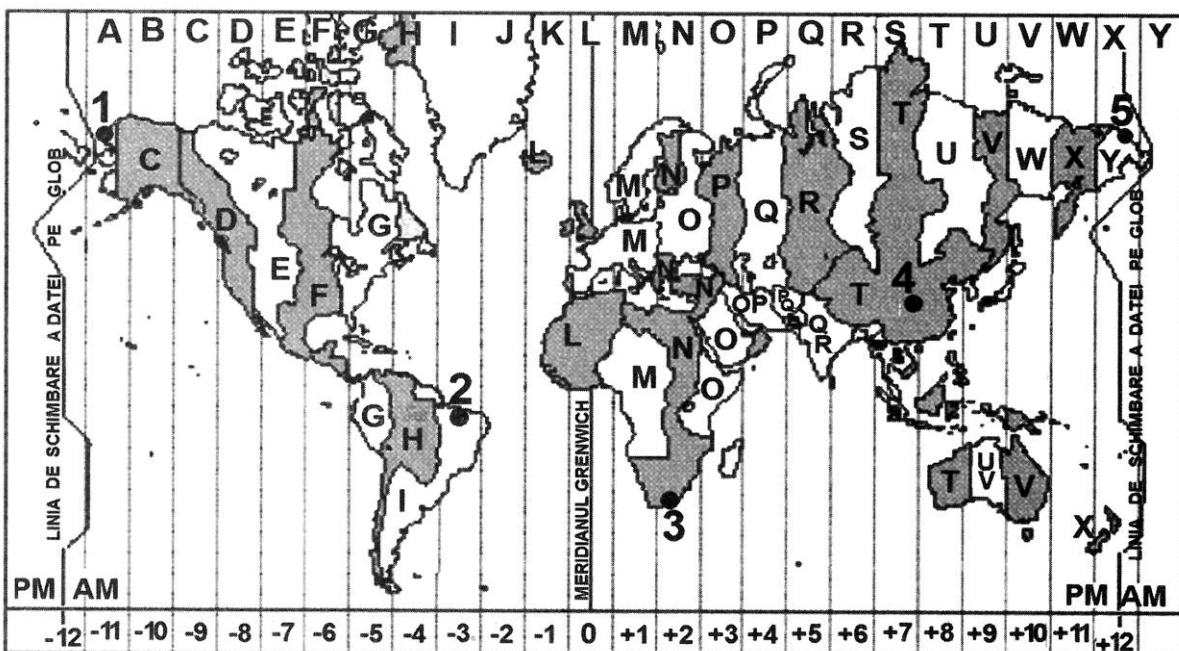 A B C D E F G H I J K L M N O P Q R S T U V W X Y
1
5
C
E
L
S
T
U
V
W
X
Y
D
G
M
N
P
Q
R
M
O
E
F
4
T
N
N
O
P
P
Q
Q
R
L
O
M
N
O
G
2
H
I
3
T
U
V
V
X
LINIA DE SCHIMBARE A DATEI PE GLOB
MERIDIANUL GRENWICH
LINIA DE SCHIMBARE A DATEI PE GLOB
PM AM
PM AM
-12 -11 -10 -9 -8 -7 -6 -5 -4 -3 -2 -1 0 +1 +2 +3 +4 +5 +6 +7 +8 +9 +10 +11 +12